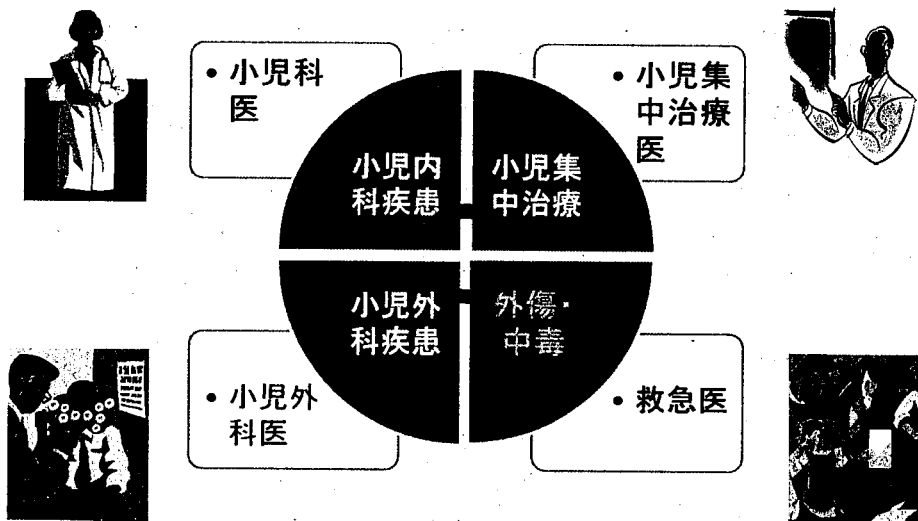 • 小児科
医
• 小児集
中治療
医
小児内
科疾患
小児集
中治療
小児外
科疾患
外傷・
中毒
• 小児外
科医
• 救急医